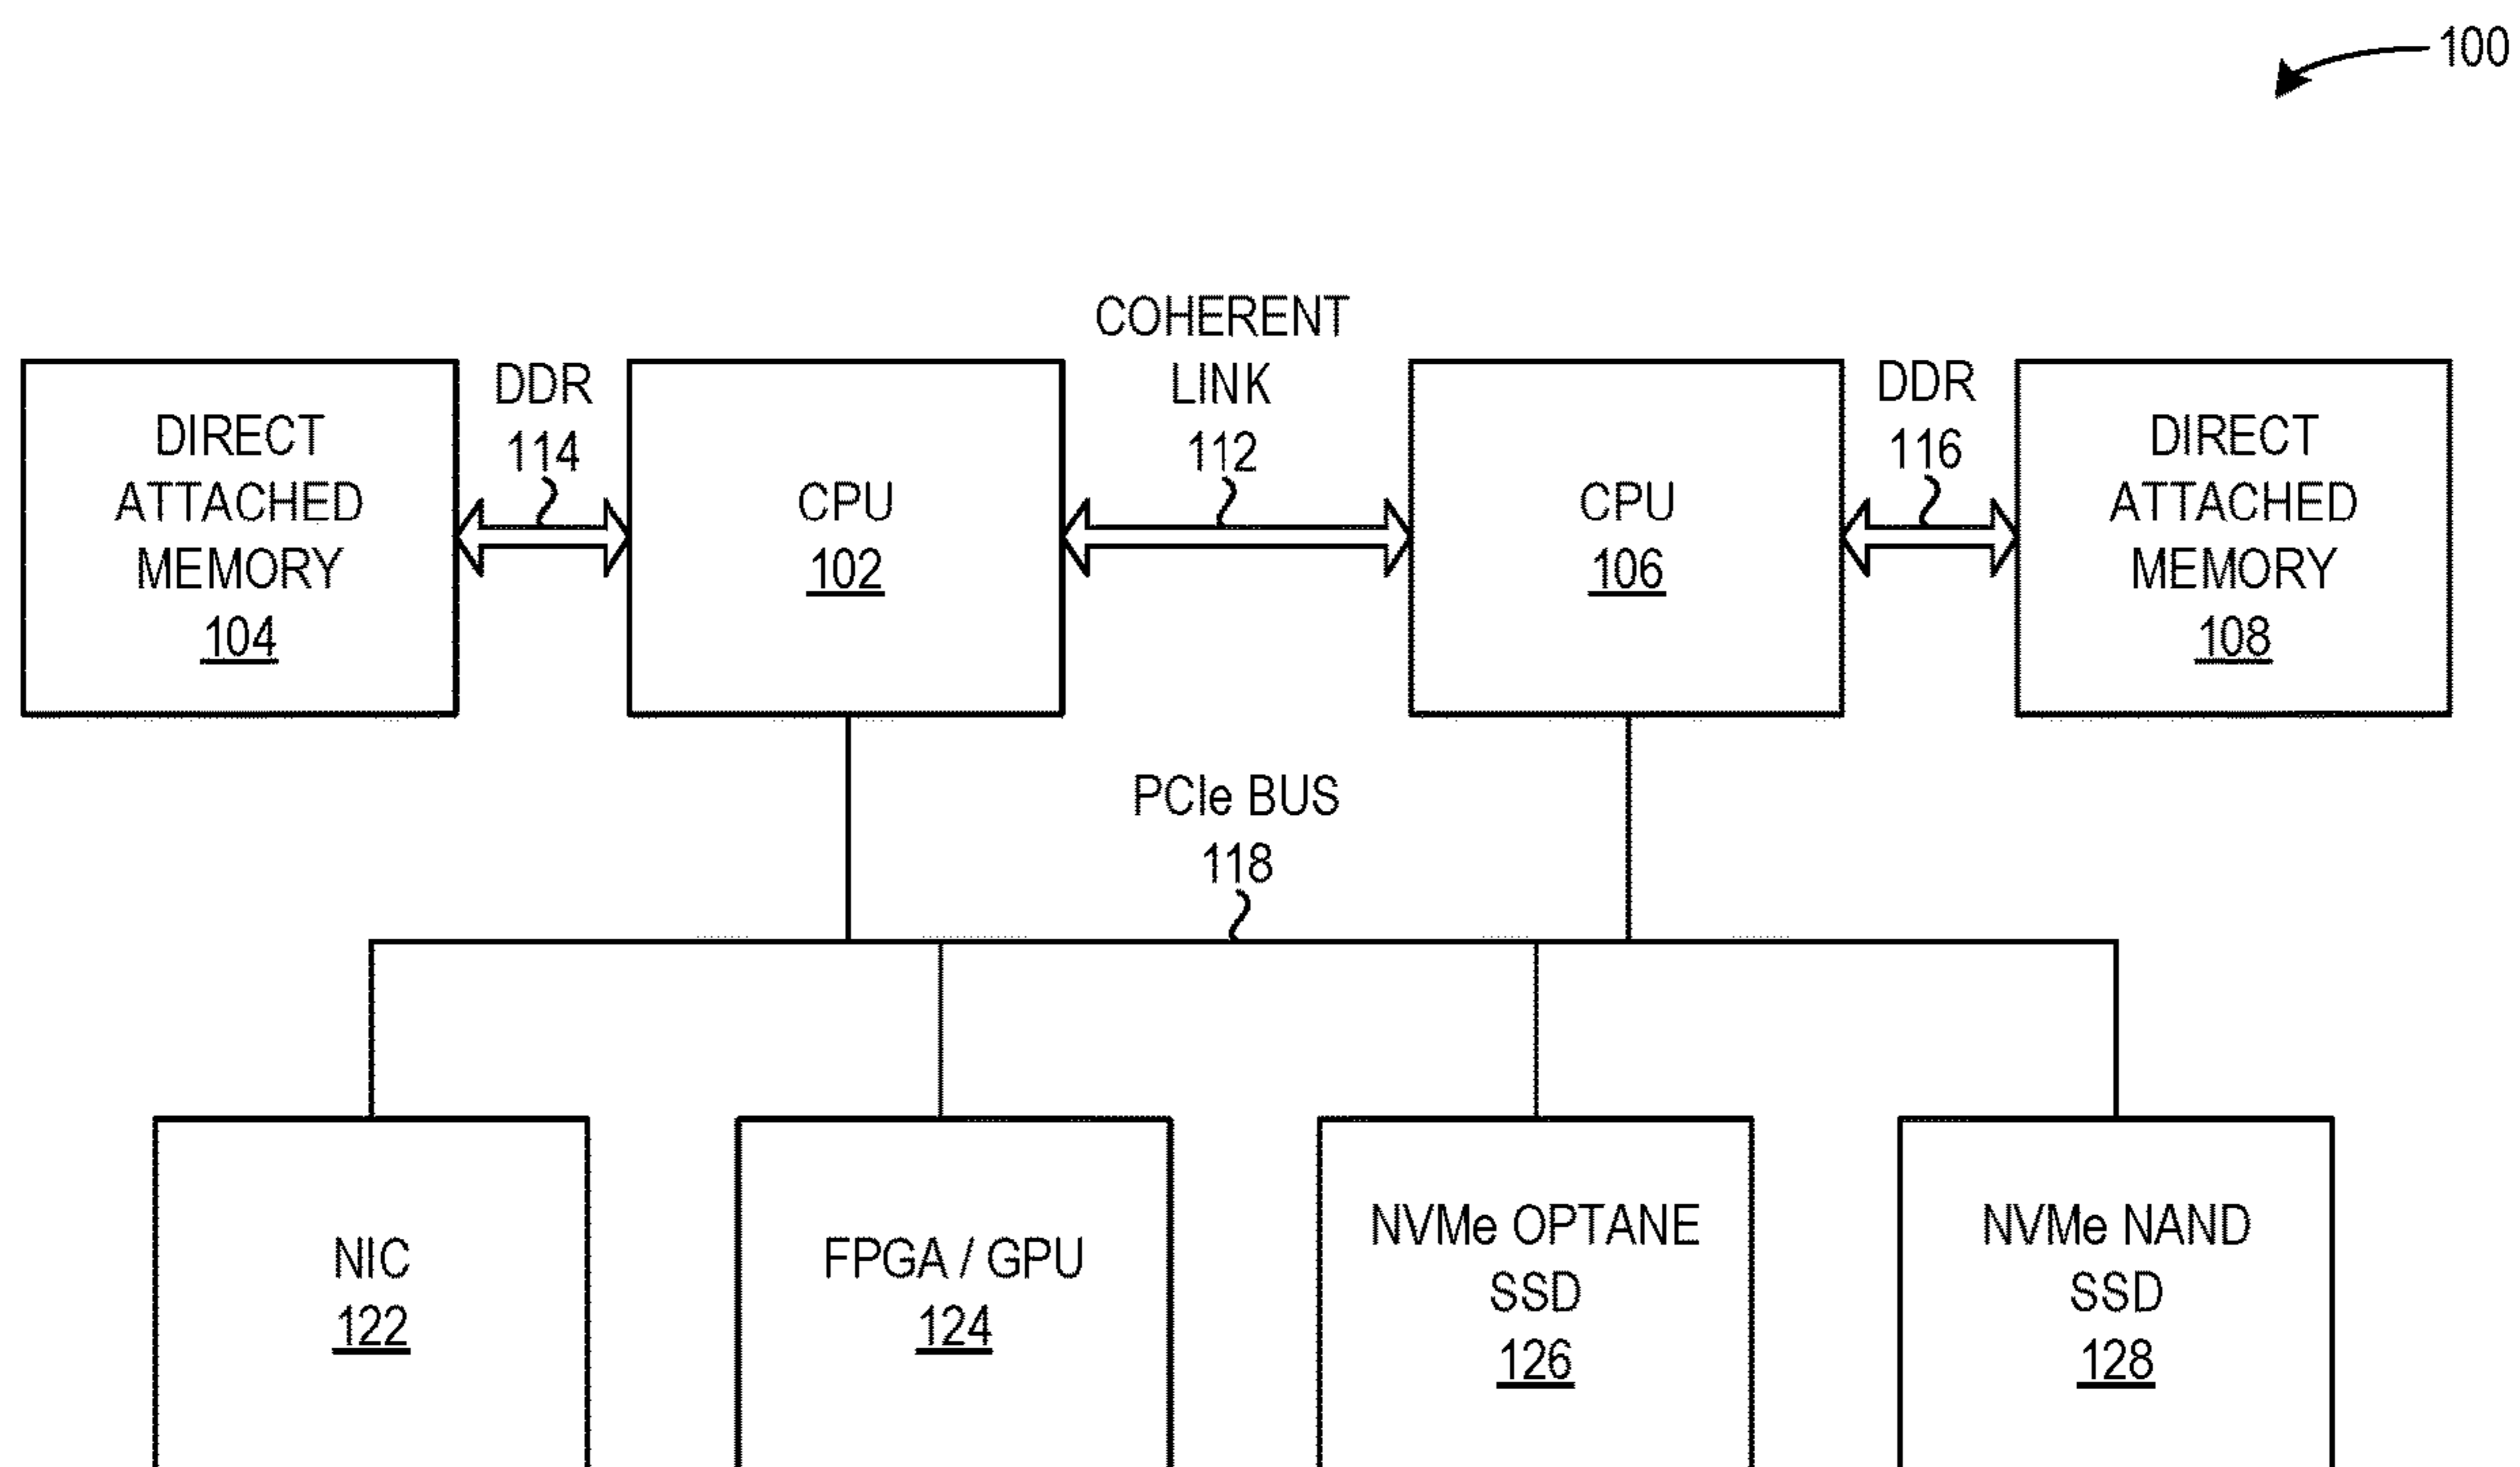 100
DIRECT
ATTACHED
MEMORY
104
DDR
114
CPU
102
COHERENT
LINK
112
CPU
106
DDR
116
DIRECT
ATTACHED
MEMORY
108
PCIe BUS
118
NIC
122
FPGA / GPU
124
NVMe OPTANE
SSD
126
NVMe NAND
SSD
128